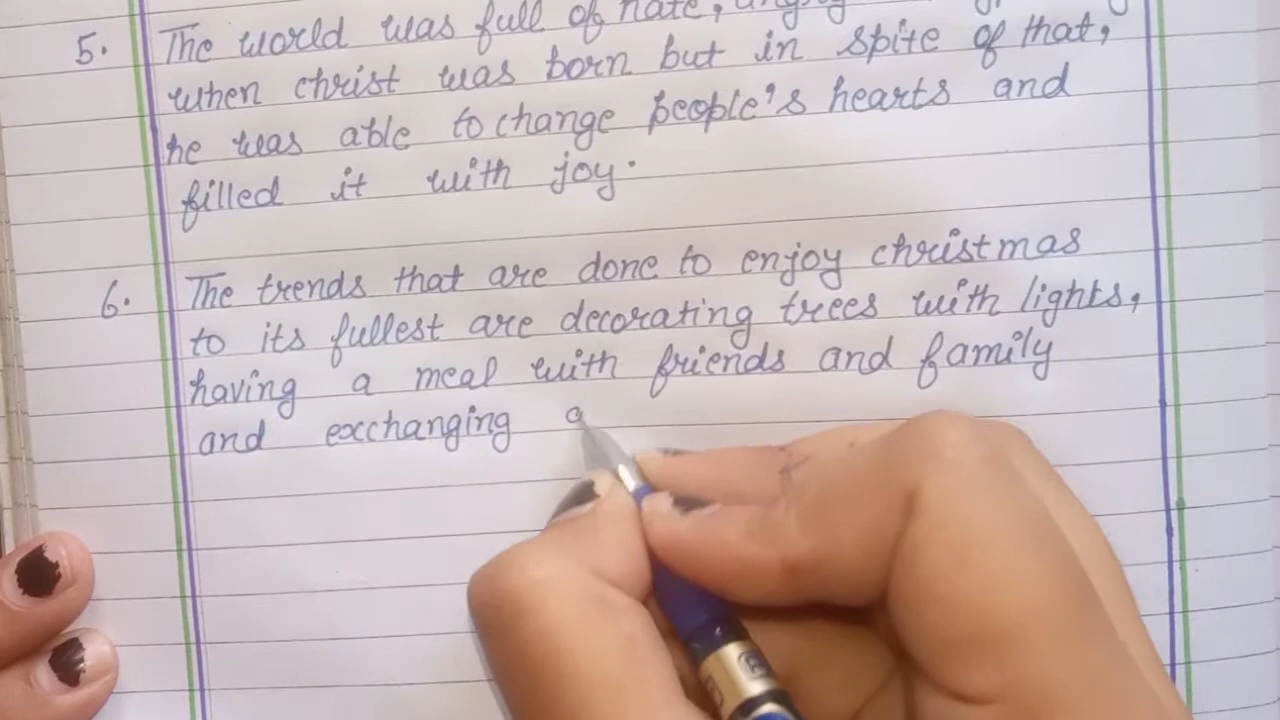 5. The world was full of hate,
when christ was born but in spite of that,
he was able to change people's hearts and
filled it with joy.
6. The trends that are done to enjoy christmas
to its fullest are decorating trees with lights,
having a meal with friends and family
and exchanging